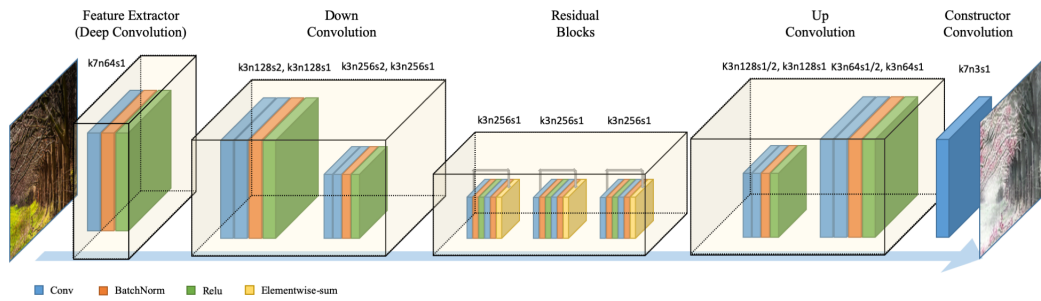 Feature Extractor
(Deep Convolution)
Down
Convolution
Residual
Blocks
Up
Convolution
Constructor
Convolution
k7n64s1
k3n128s2, k3n128s1
k3n256s2, k3n256s1
k3n256s1
k3n256s1
k3n256s1
K3n128s1/2, k3n128s1
K3n64s1/2, k3n64s1
k7n3s1
Conv
BatchNorm
Relu
Elementwise-sum